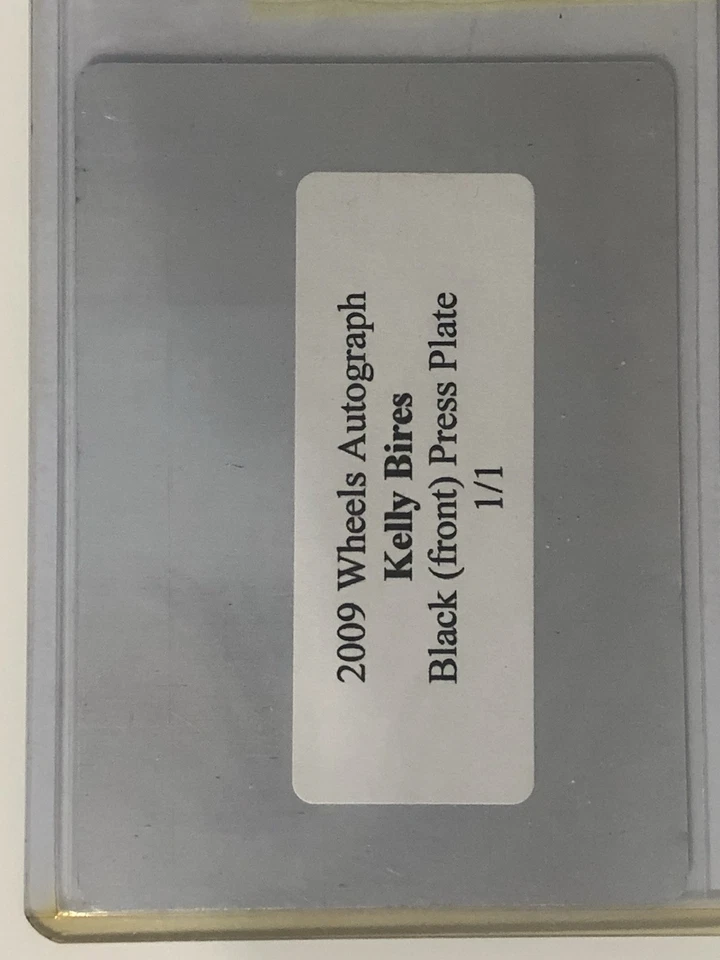 2009 Wheels Autograph
Kelly Bires
Black (front) Press Plate
1/1